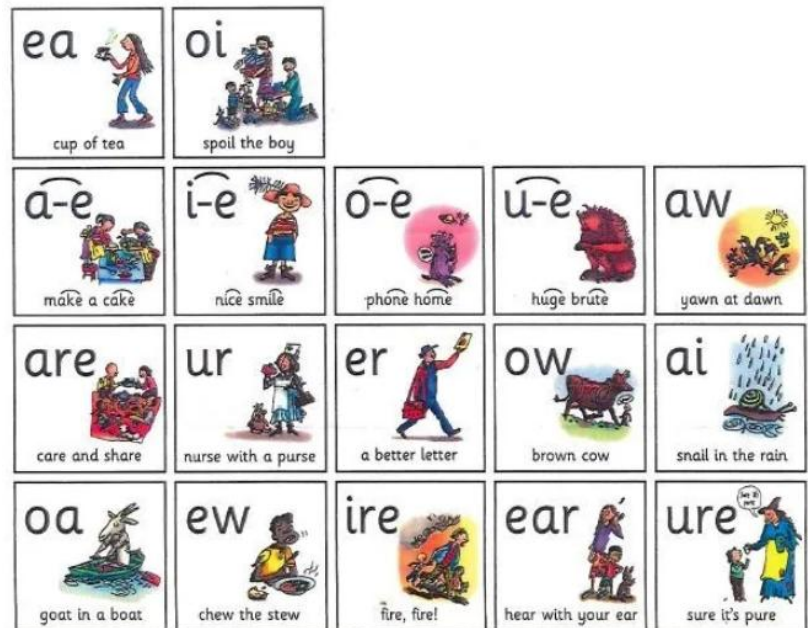 ea
cup of tea
oi
spoil the boy
a-e
make a cake
i-e
nice smile
o-e
phone home
u-e
huge brute
aw
yawn at dawn
are
care and share
ur
nurse with a purse
er
a better letter
ow
brown cow
ai
snail in the rain
oa
goat in a boat
ew
chew the stew
ire
fire, fire!
ear
hear with your ear
ure
sure it's pure